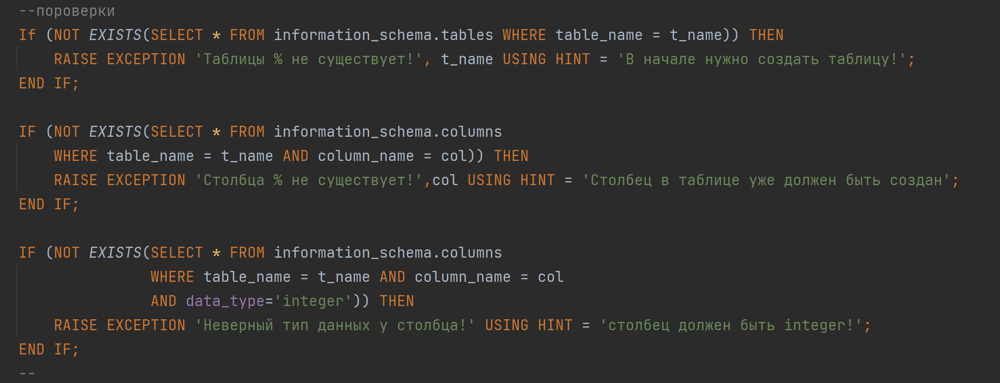 --пороверки
If (NOT EXISTS(SELECT * FROM information_schema.tables WHERE table_name = t_name)) THEN
RAISE EXCEPTION 'Таблицы % не существует!', t_name USING HINT = 'В начале нужно создать таблицу!';
END IF;
IF (NOT EXISTS(SELECT * FROM information_schema.columns
WHERE table_name = t_name AND column_name = col)) THEN
RAISE EXCEPTION 'Столбца % не существует!',col USING HINT = 'Столбец в таблице уже должен быть создан';
END IF;
IF (NOT EXISTS(SELECT * FROM information_schema.columns
WHERE table_name = t_name AND column_name = col
AND data_type='integer')) THEN
RAISE EXCEPTION 'Неверный тип данных у столбца!' USING HINT = 'столбец должен быть integer!';
END IF;
--